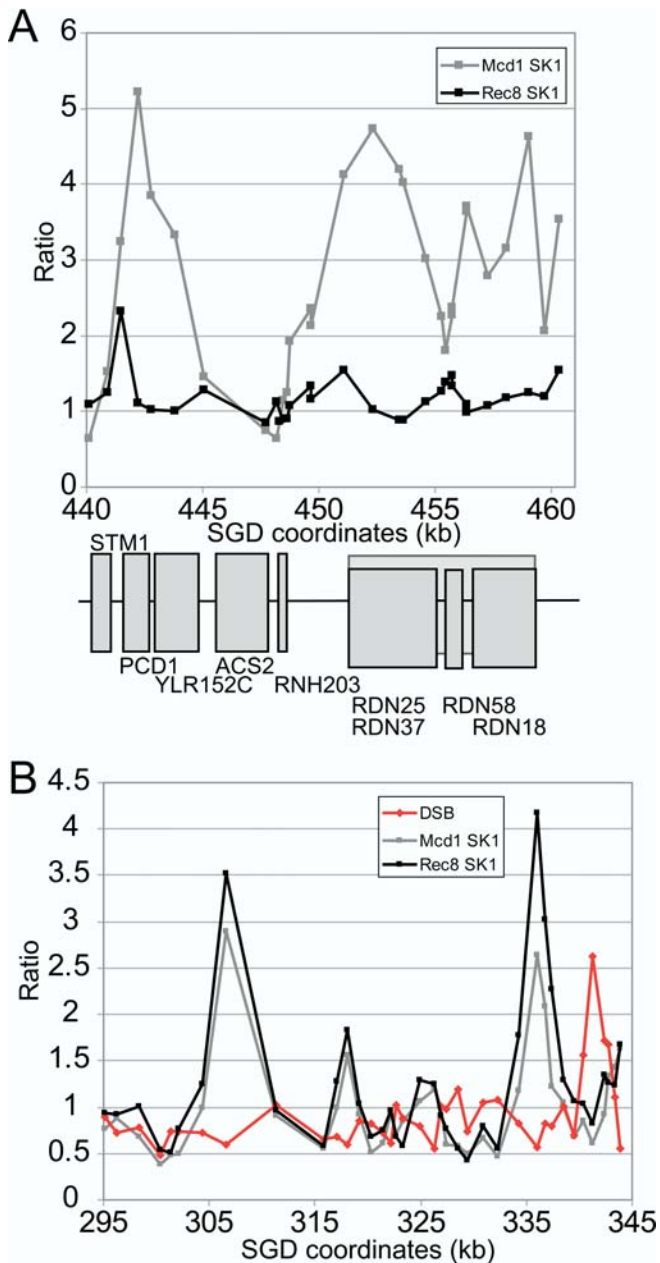 A
6
5
4
3
2
1
0
Ratio
Mcd1 SK1
Rec8 SK1
440 445 450 455 460
SGD coordinates (kb)
STM1
PCD1 ACS2
YLR152C RNH203
RDN25 RDN58
RDN37 RDN18
B
4.5
4
3.5
3
2.5
2
1.5
1
0.5
0
Ratio
DSB
Mcd1 SK1
Rec8 SK1
295 305 315 325 335 345
SGD coordinates (kb)